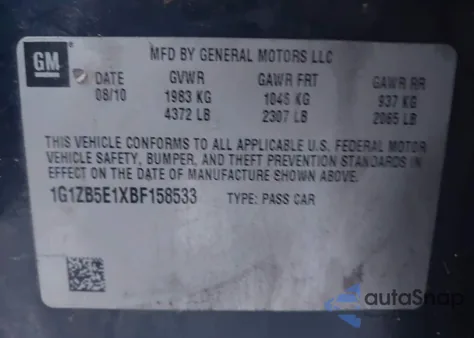 GM
MFD BY GENERAL MOTORS LLC
DATE GVWR GAWR FRT GAWR RR
08/10 1983 KG 1046 KG 937 KG
4372 LB 2307 LB 2065 LB
THIS VEHICLE CONFORMS TO ALL APPLICABLE U.S. FEDERAL MOTOR
VEHICLE SAFETY, BUMPER, AND THEFT PREVENTION STANDARDS IN
EFFECT ON THE DATE OF MANUFACTURE SHOWN ABOVE.
1G1ZB5E1XBF158533 TYPE: PASS CAR
autoSnap